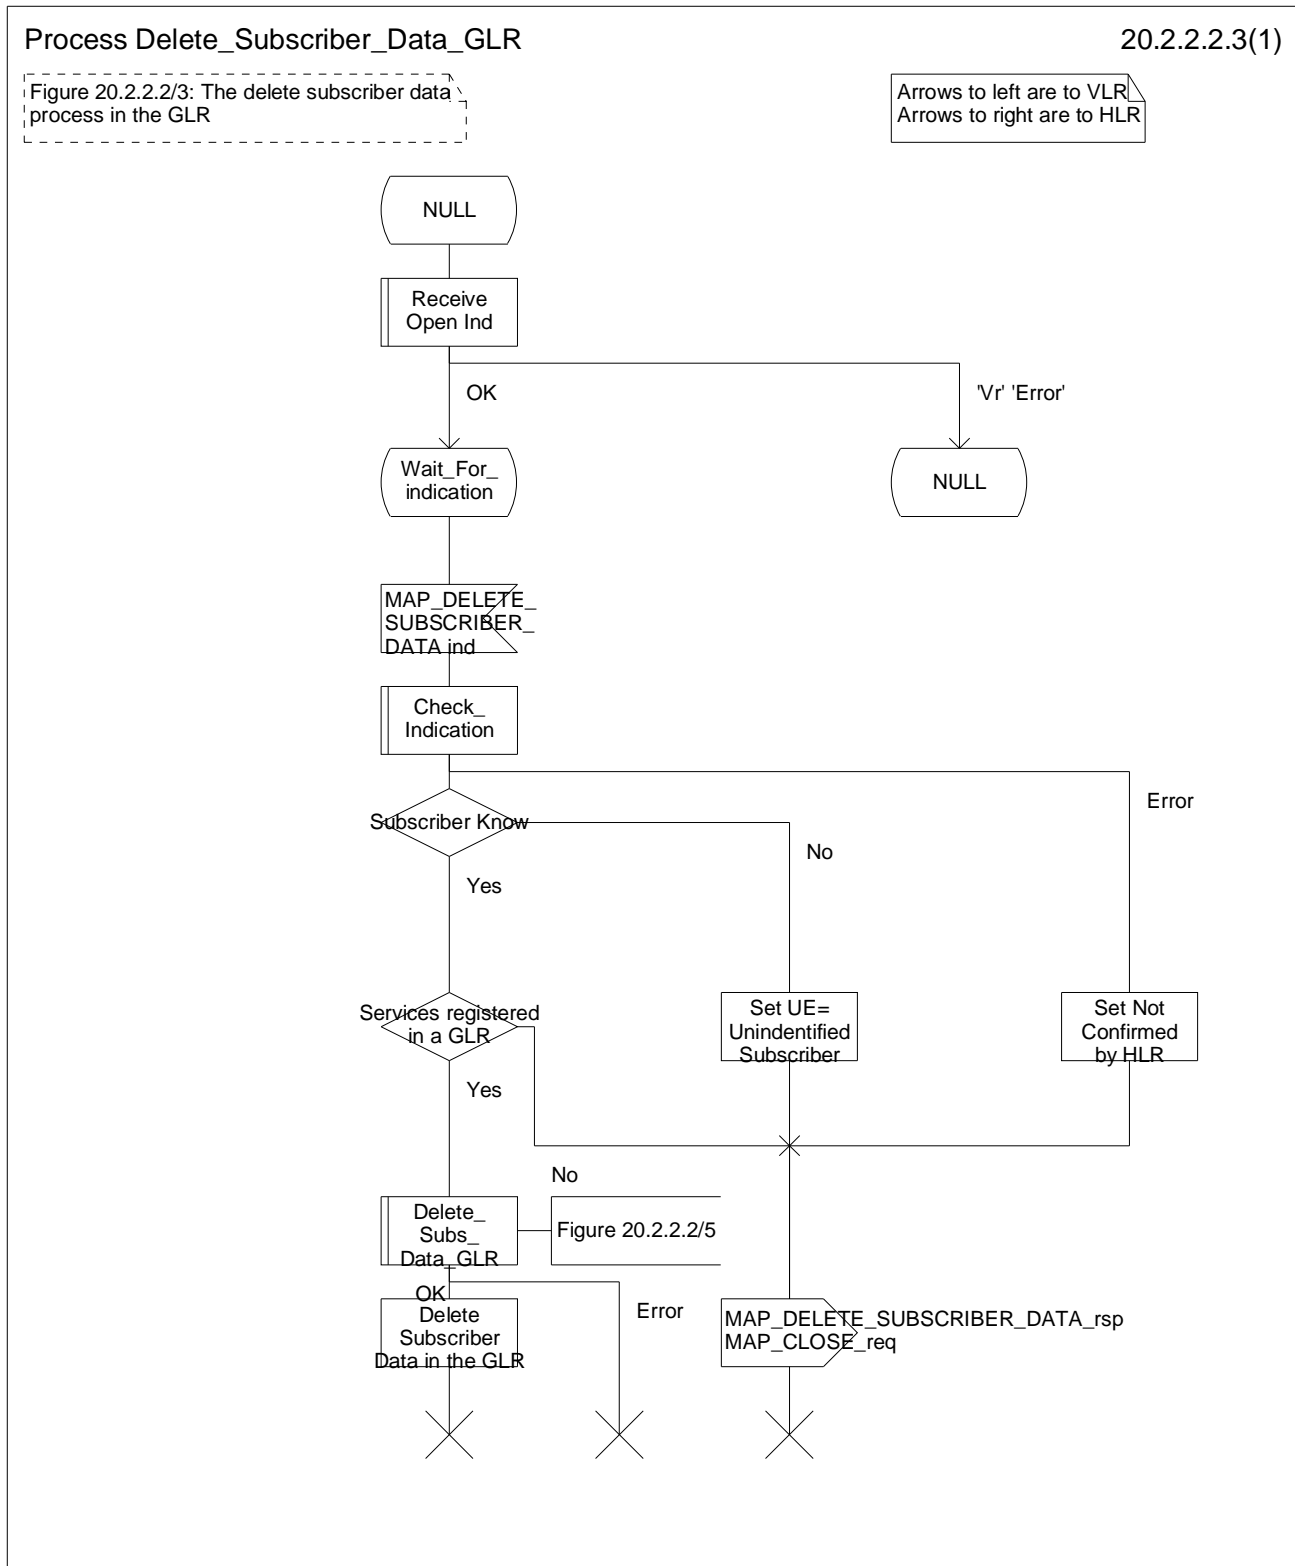 Process Delete_Subscriber_Data_GLR
20.2.2.2.3(1)
Figure 20.2.2.2/3: The delete subscriber data
process in the GLR
Arrows to left are to VLR
Arrows to right are to HLR
NULL
Receive
Open Ind
OK
'Vr' 'Error'
Wait_For_
indication
NULL
MAP_DELETE_
SUBSCRIBER_
DATA ind
Check_
Indication
Error
Subscriber Know
No
Yes
Services registered
in a GLR
Set UE=
Unindentified
Subscriber
Set Not
Confirmed
by HLR
Yes
No
Delete_
Subs_
Data_GLR
Figure 20.2.2.2/5
OK
Error
Delete
Subscriber
Data in the GLR
MAP_DELETE_SUBSCRIBER_DATA_rsp
MAP_CLOSE_req